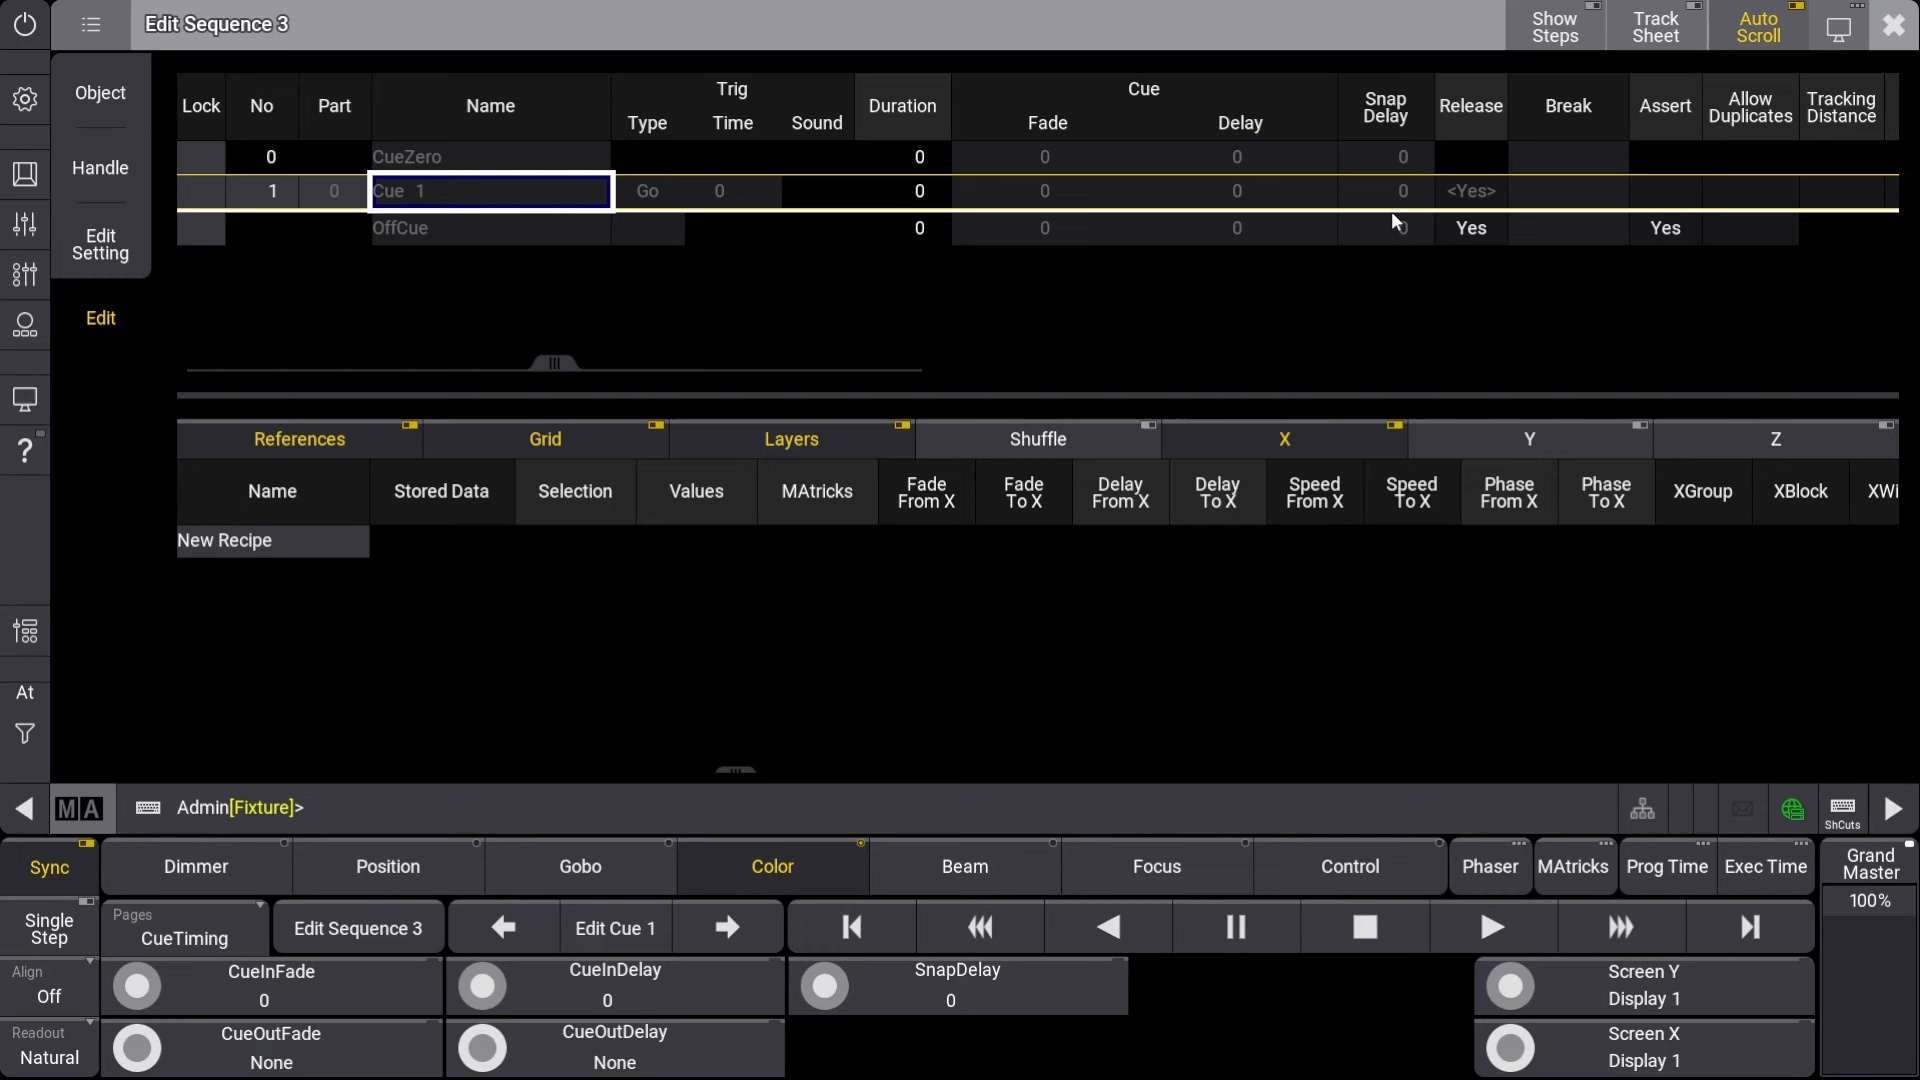 Edit Sequence 3
Show Steps
Track Sheet
Auto Scroll
Object
Handle
Edit Setting
Edit
Lock No Part Name Trig Type Time Sound Duration Cue Fade Delay Snap Delay Release Break Assert Allow Duplicates Tracking Distance
0 CueZero 0 0 0 0
1 0 Cue 1 Go 0 0 0 0 0 <Yes>
OffCue 0 0 0 0 Yes Yes
References Grid Layers Shuffle X Y Z
Name Stored Data Selection Values MAtricks Fade From X Fade To X Delay From X Delay To X Speed From X Speed To X Phase From X Phase To X XGroup XBlock XWi
New Recipe
?
At
MA Admin[Fixture]> ShCuts
Sync Dimmer Position Gobo Color Beam Focus Control Phaser MAtricks Prog Time Exec Time Grand Master
100%
Single Step Pages CueTiming Edit Sequence 3 Edit Cue 1
Align Off CueInFade 0 CueInDelay 0 SnapDelay 0 Screen Y Display 1
Readout Natural CueOutFade None CueOutDelay None Screen X Display 1